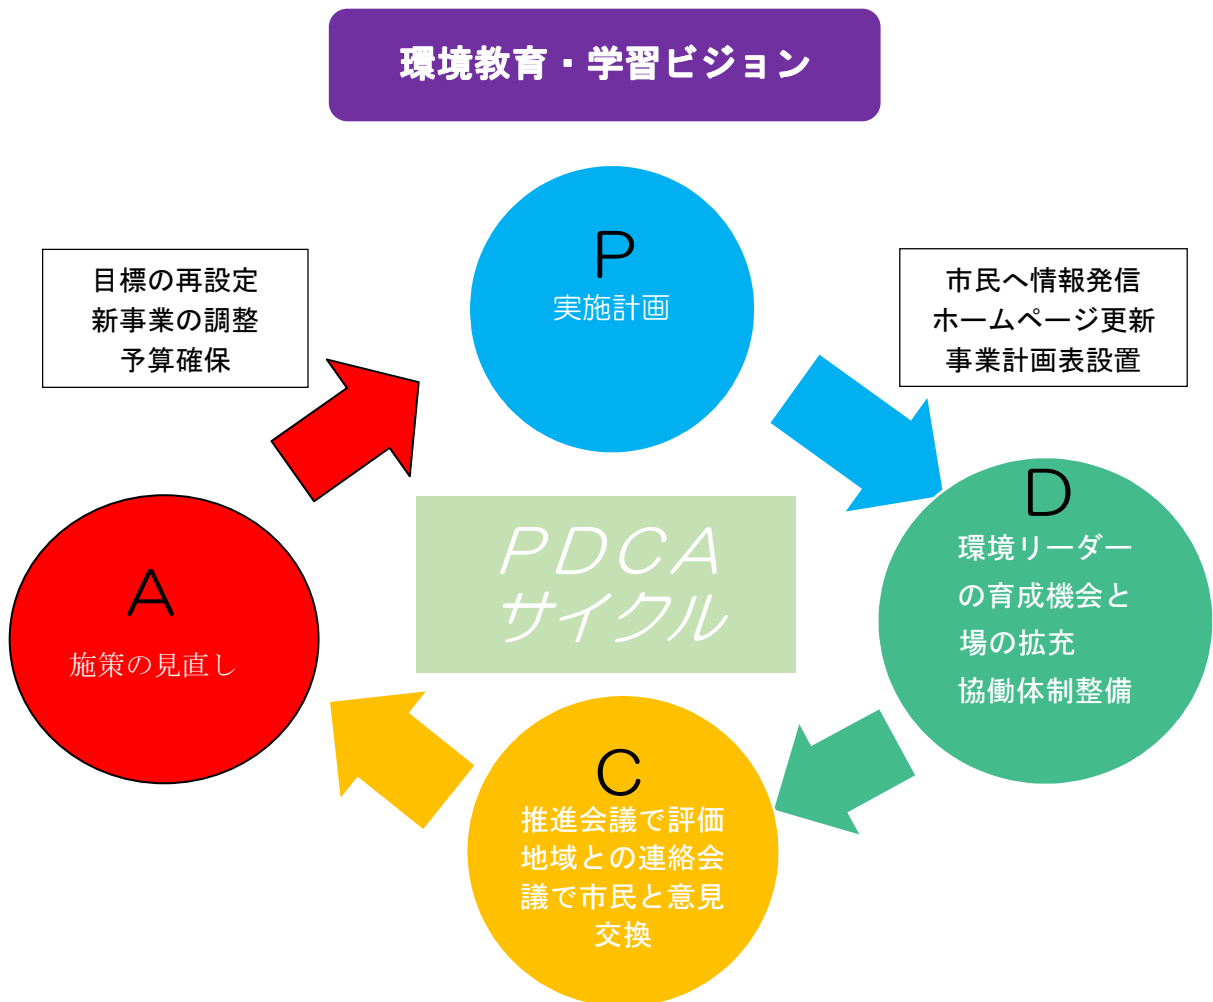 環境教育・学習ビジョン
P
実施計画
目標の再設定
新事業の調整
予算確保
市民へ情報発信
ホームページ更新
事業計画表設置
D
環境リーダー
の育成機会と
場の拡充
協働体制整備
PDCA
サイクル
A
施策の見直し
C
推進会議で評価
地域との連絡会
議で市民と意見
交換